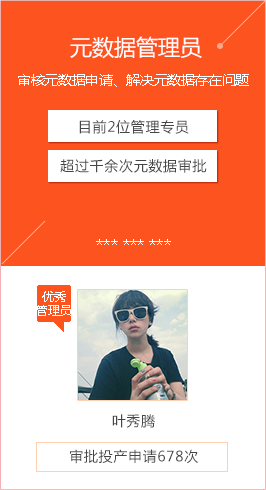 元数据管理员
审核元数据申请、解决元数据存在问题
目前2位管理专员
超过千余次元数据审批
*** *** ***
优秀
管理员
叶秀腾
审批投产申请678次